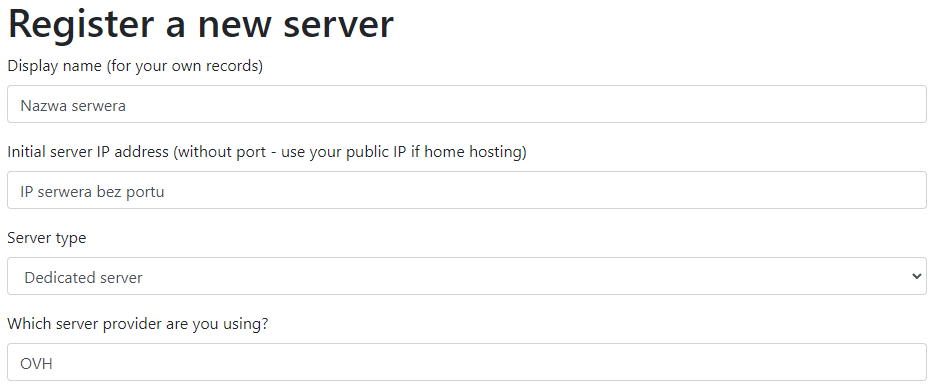 Register a new server
Display name (for your own records)
Nazwa serwera
Initial server IP address (without port - use your public IP if home hosting)
IP serwera bez portu
Server type
Dedicated server
Which server provider are you using?
OVH